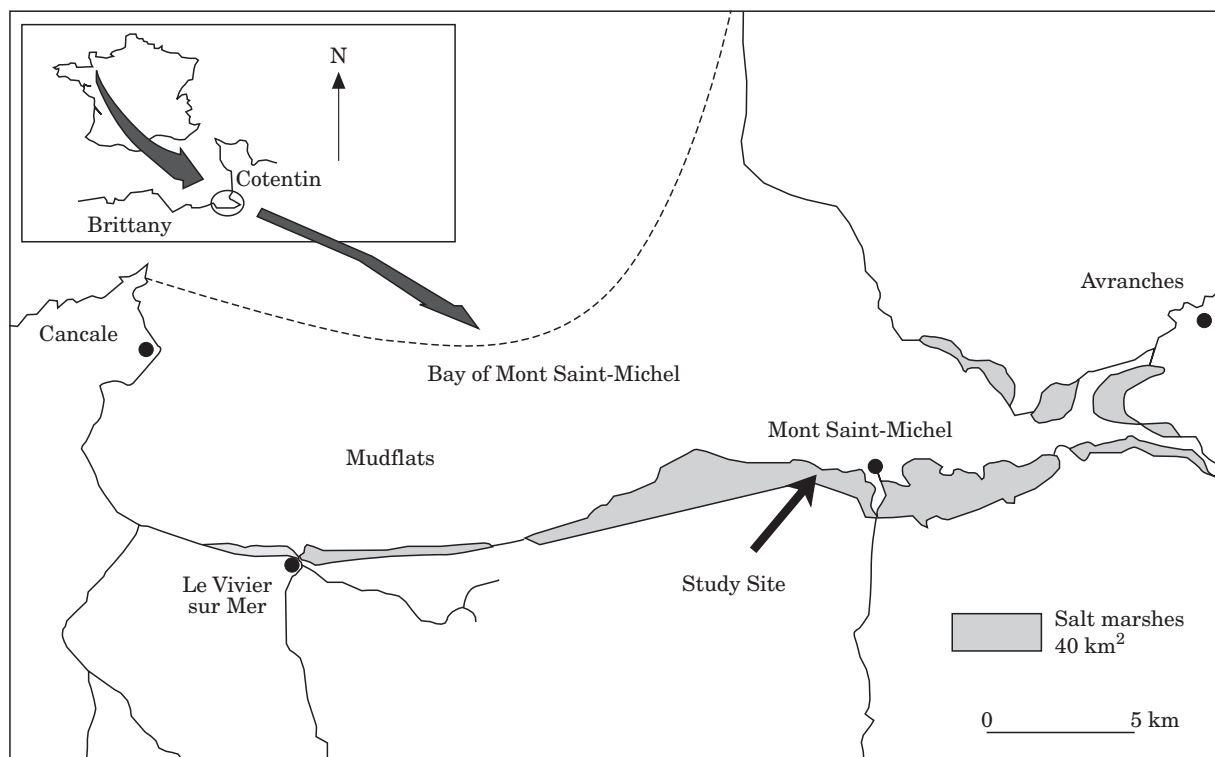 N
Cotentin
Brittany
Avranches
Cancale
Bay of Mont Saint-Michel
Mont Saint-Michel
Mudflats
Le Vivier
sur Mer
Study Site
Salt marshes
40 km²
0 5 km